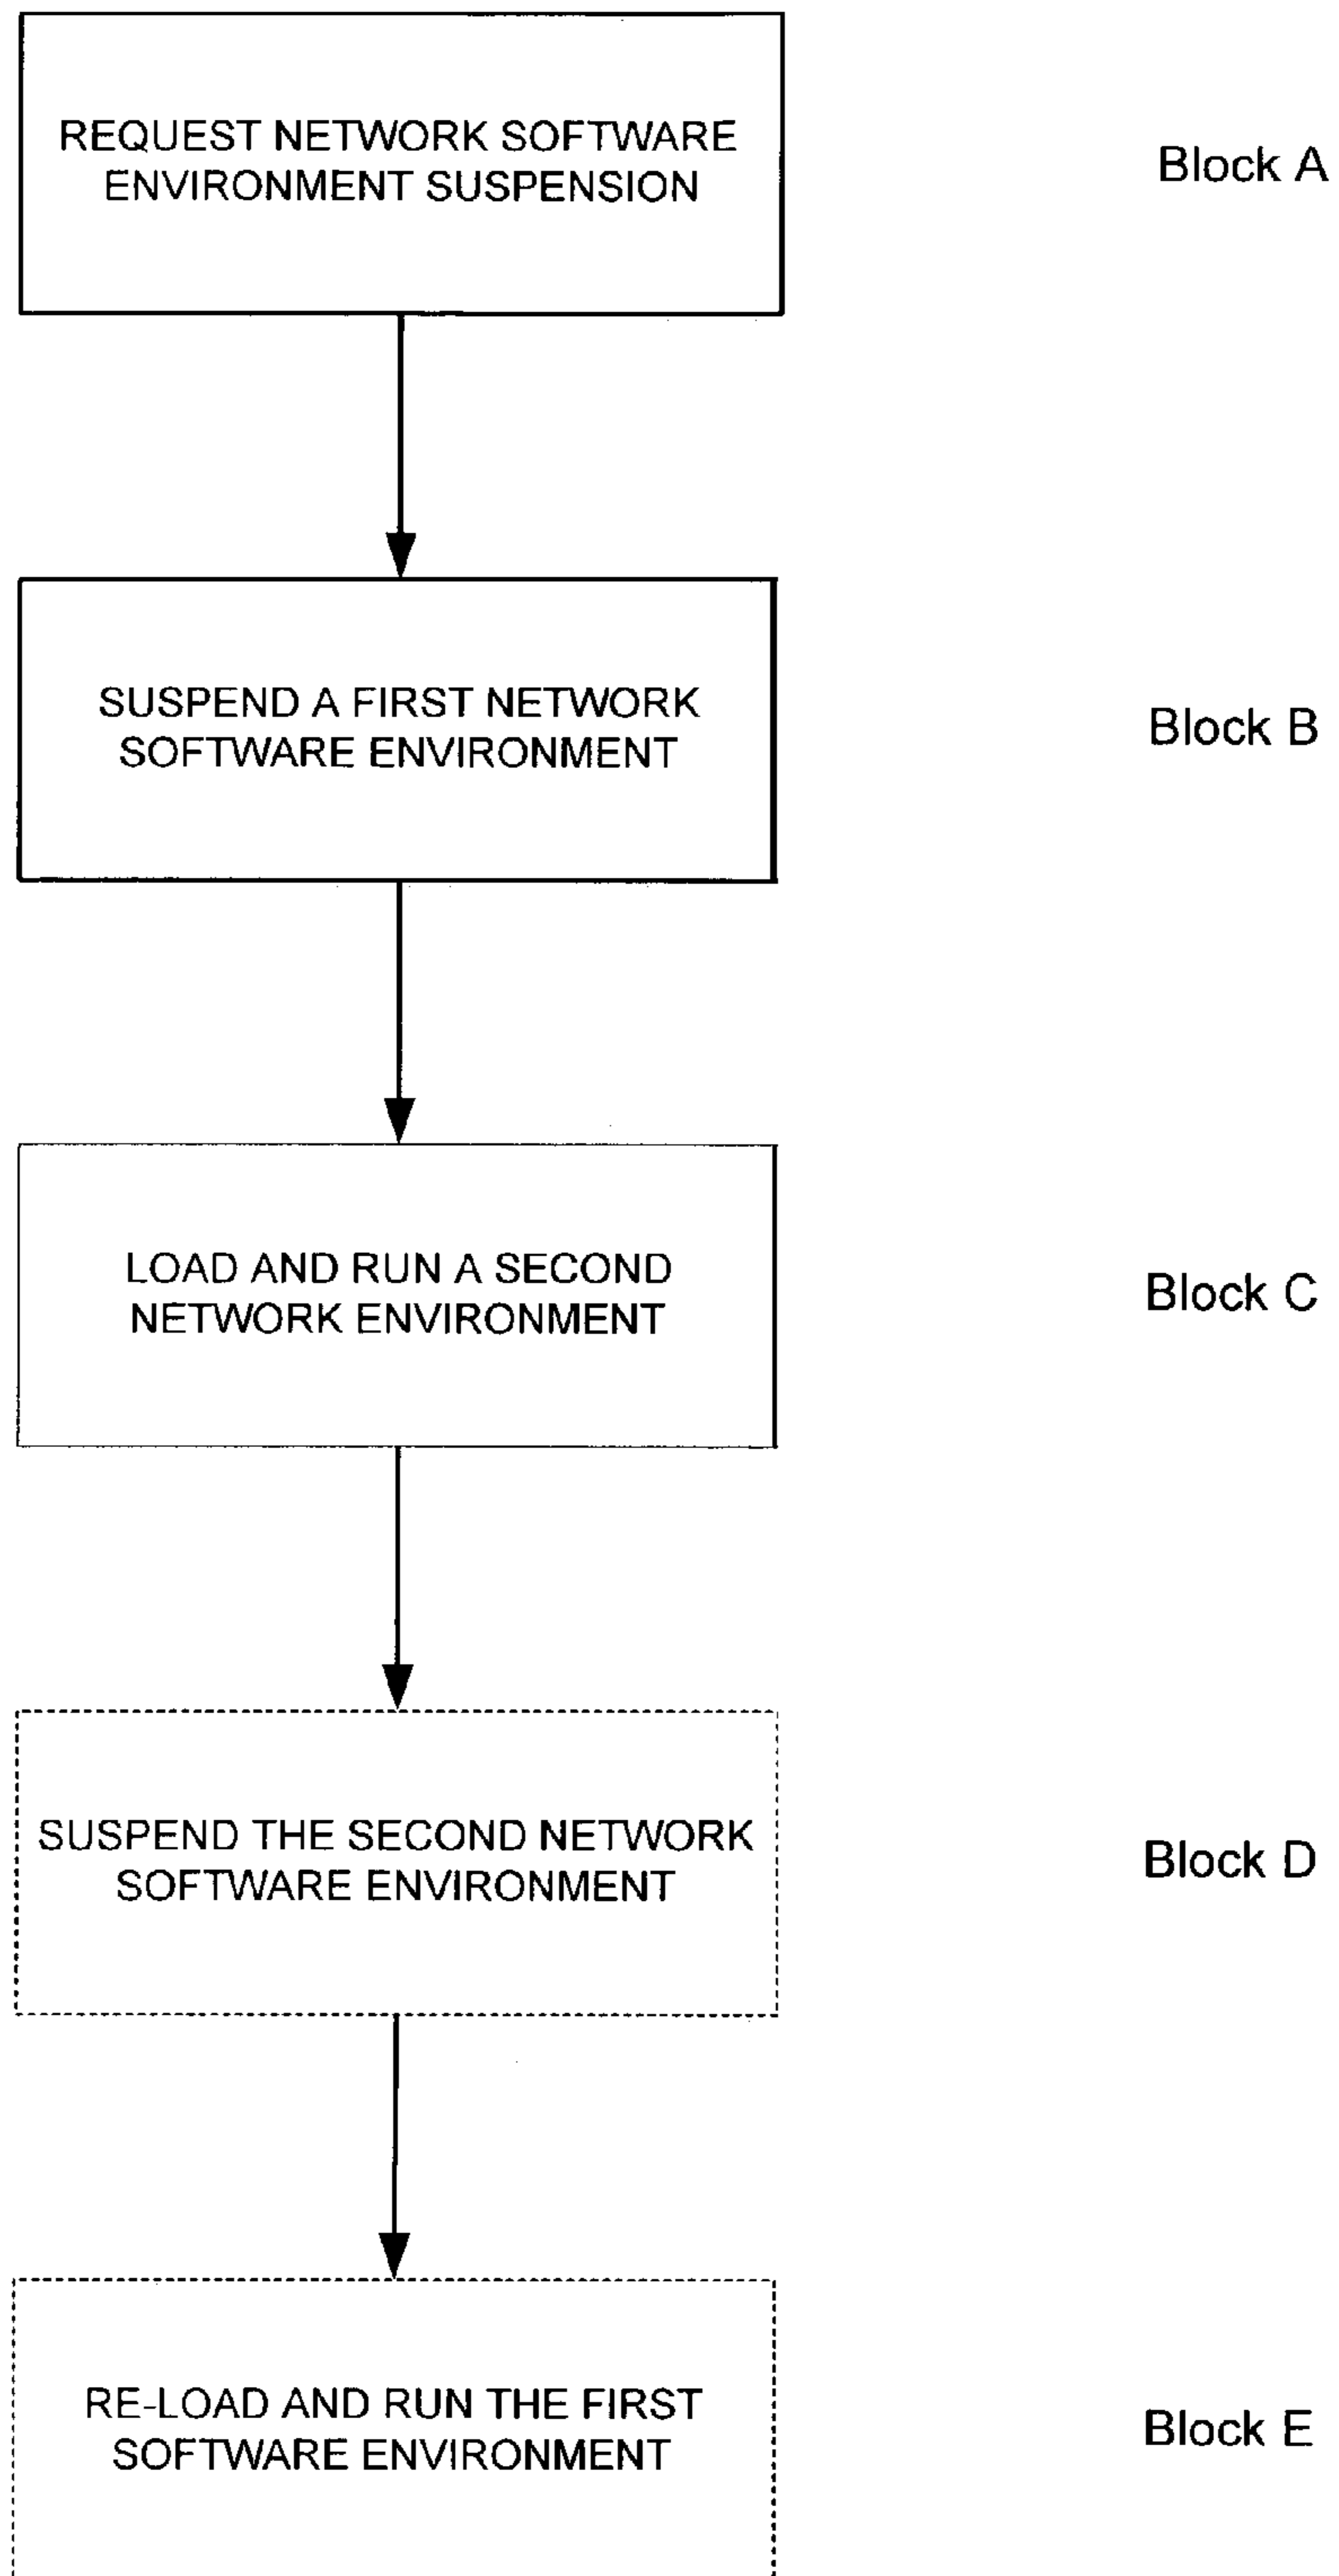 REQUEST NETWORK SOFTWARE
ENVIRONMENT SUSPENSION
Block A
SUSPEND A FIRST NETWORK
SOFTWARE ENVIRONMENT
Block B
LOAD AND RUN A SECOND
NETWORK ENVIRONMENT
Block C
SUSPEND THE SECOND NETWORK
SOFTWARE ENVIRONMENT
Block D
RE-LOAD AND RUN THE FIRST
SOFTWARE ENVIRONMENT
Block E